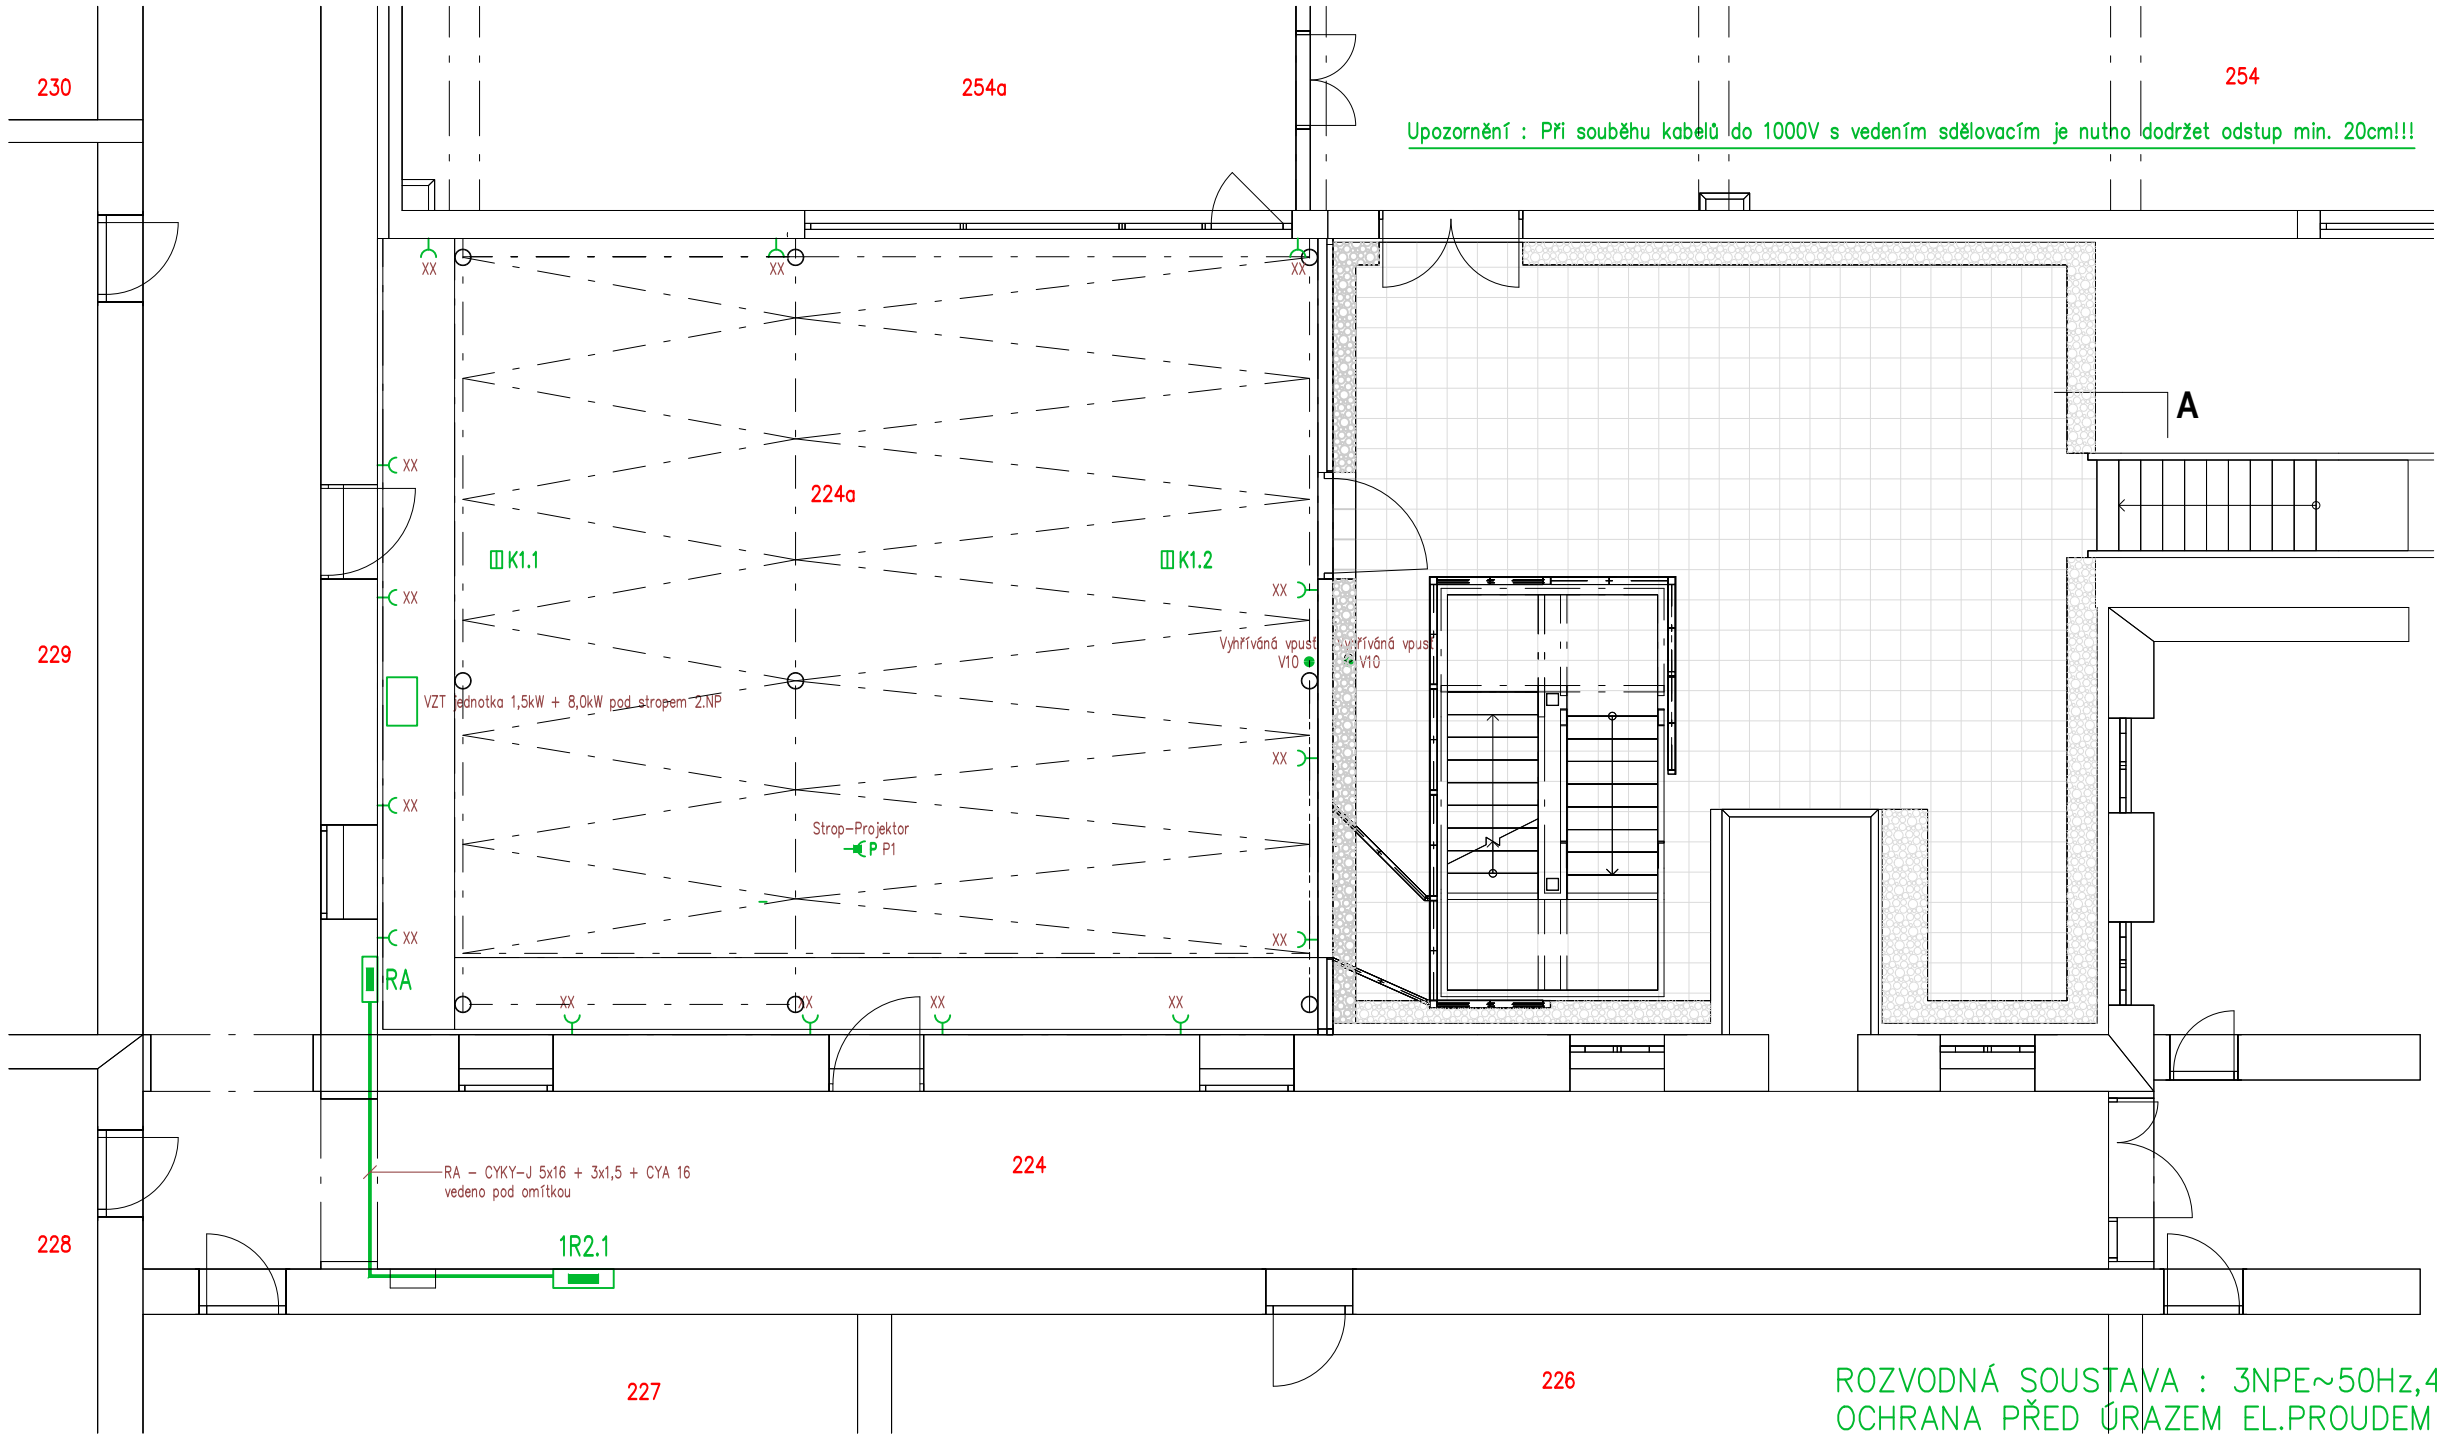 230
254a
254
Upozornění : Při souběhu kabelů do 1000V s vedením sdělovacím je nutno dodržet odstup min. 20cm!!!
XX
XX
XX
A
XX
224a
K1.1
K1.2
XX
XX
229
Vyhřívaná vpusť
V10
Vyhřívaná vpusť
V10
VZT jednotka 1,5kW + 8,0kW pod stropem 2.NP
XX
XX
Strop-Projektor
P P1
XX
XX
RA
XX
XX
XX
XX
224
RA - CYKY-J 5x16 + 3x1,5 + CYA 16
vedeno pod omítkou
228
1R2.1
227
226
ROZVODNÁ SOUSTAVA : 3NPE~50Hz,4
OCHRANA PŘED ÚRAZEM EL.PROUDEM